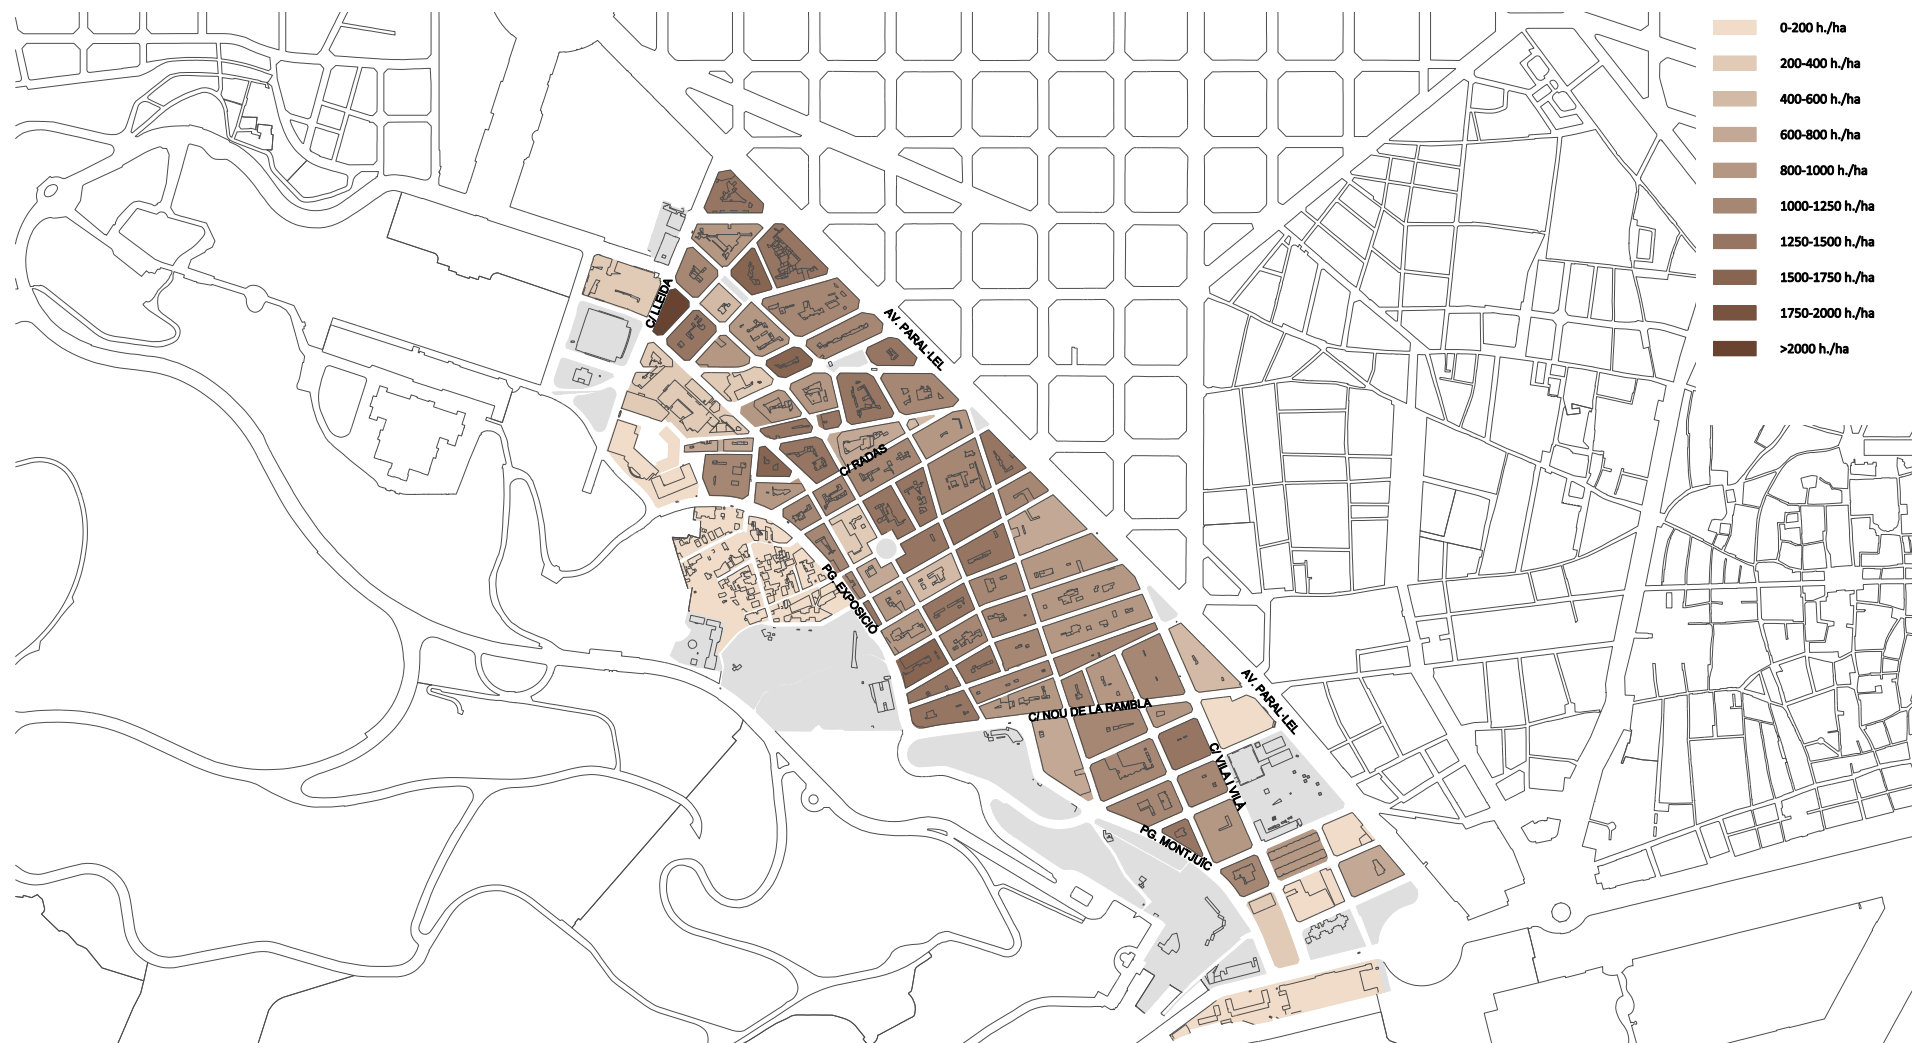 0-200 h./ha
200-400 h./ha
400-600 h./ha
600-800 h./ha
800-1000 h./ha
1000-1250 h./ha
1250-1500 h./ha
1500-1750 h./ha
1750-2000 h./ha
>2000 h./ha
C/ LLEIDA
AV. PARAL·LEL
C/ RADAS
PG. EXPOSICIÓ
AV. PARAL·LEL
C/ NOU DE LA RAMBLA
C/ VILA I VILÀ
PG. MONTJUÏC